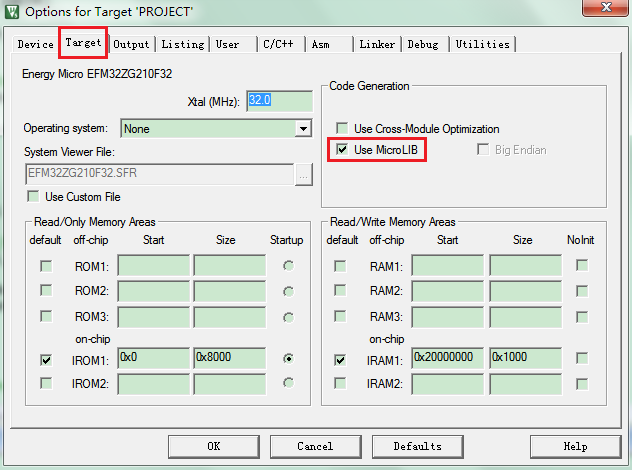 Options for Target 'PROJECT'
Device Target Output Listing User C/C++ Asm Linker Debug Utilities
Energy Micro EFM32ZG210F32
Xtal (MHz): 32.0
Operating system: None
System Viewer File:
EFM32ZG210F32.SFR ...
Use Custom File
Code Generation
Use Cross-Module Optimization
Use MicroLIB Big Endian
Read/Only Memory Areas
default off-chip Start Size Startup
ROM1:
ROM2:
ROM3:
on-chip
IROM1: 0x0 0x8000
IROM2:
Read/Write Memory Areas
default off-chip Start Size NoInit
RAM1:
RAM2:
RAM3:
on-chip
IRAM1: 0x20000000 0x1000
IRAM2:
OK Cancel Defaults Help